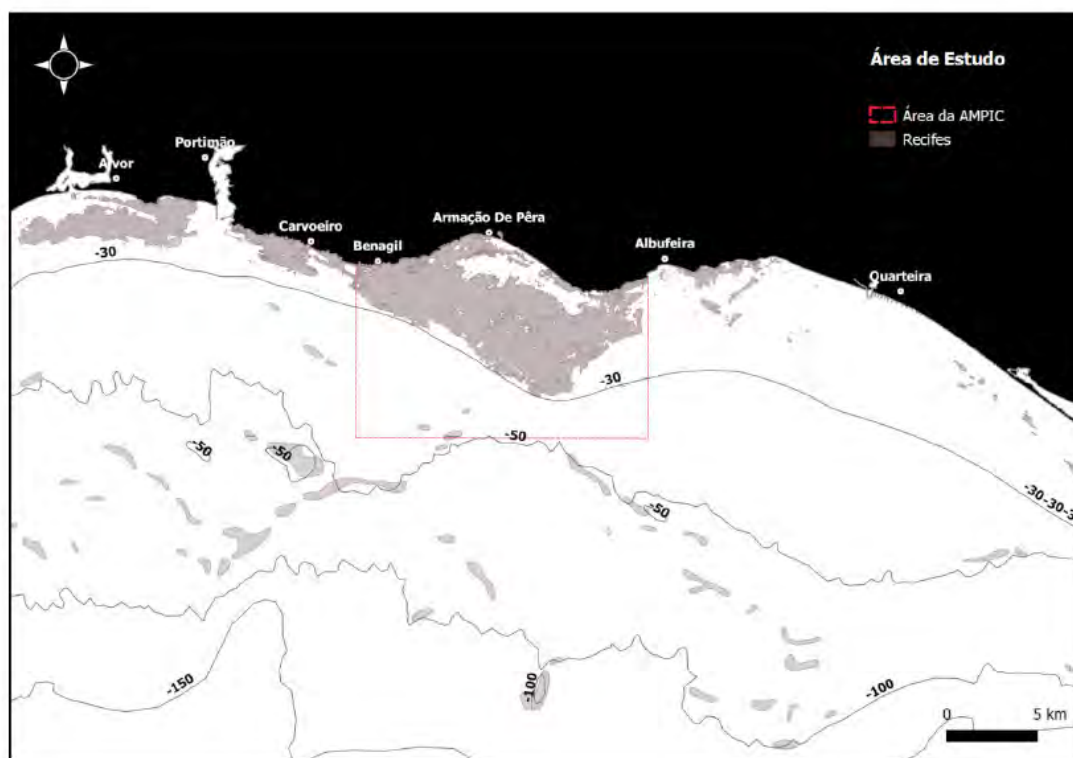 Área de Estudo
Área da AMPIC
Recifes
Portimão
Alvor
Carvoeiro
Benagil
Armação De Pêra
Albufeira
Quarteira
-30
-30
-50
-50
-50
-50
-30-30-3
-150
-100
-100
0 5 km